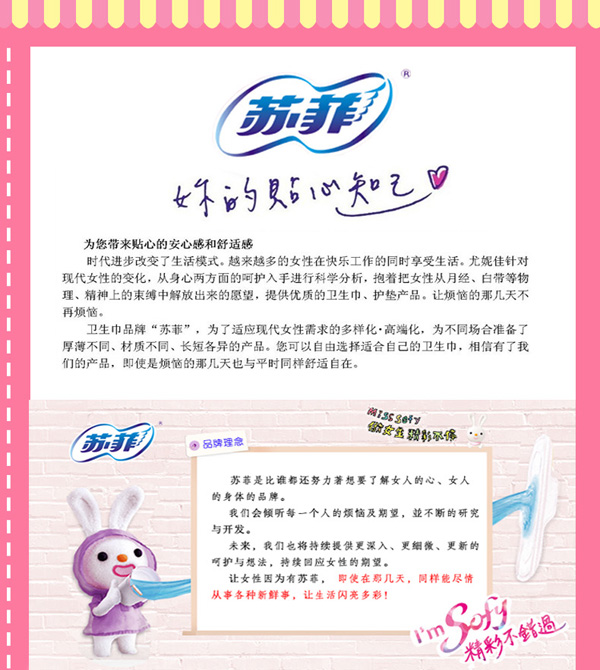 苏菲®
妳的贴心知己
为您带来贴心的安心感和舒适感
时代进步改变了生活模式。越来越多的女性在快乐工作的同时享受生活。尤妮佳针对
现代女性的变化，从身心两方面的呵护入手进行科学分析，抱着把女性从月经、白带等物
理、精神上的束缚中解放出来的愿望，提供优质的卫生巾、护垫产品。让烦恼的那几天不
再烦恼。
卫生巾品牌“苏菲”，为了适应现代女性需求的多样化·高端化，为不同场合准备了
厚薄不同、材质不同、长短各异的产品。您可以自由选择适合自己的卫生巾，相信有了我
们的产品，即使是烦恼的那几天也与平时同样舒适自在。
苏菲®
品牌理念
Miss Sofy
做女生 精彩不停
苏菲是比谁都还努力著想要了解女人的心、女人
的身体的品牌。
我们会倾听每一个人的烦恼及期望，並不断的研究
与开发。
未来，我们也将持续提供更深入、更细微、更新的
呵护与想法，持续回应女性的期望。
让女性因为有苏菲，即使在那几天，同样能尽情
从事各种新鲜事，让生活闪亮多彩！
I'm Sofy
精彩不錯過